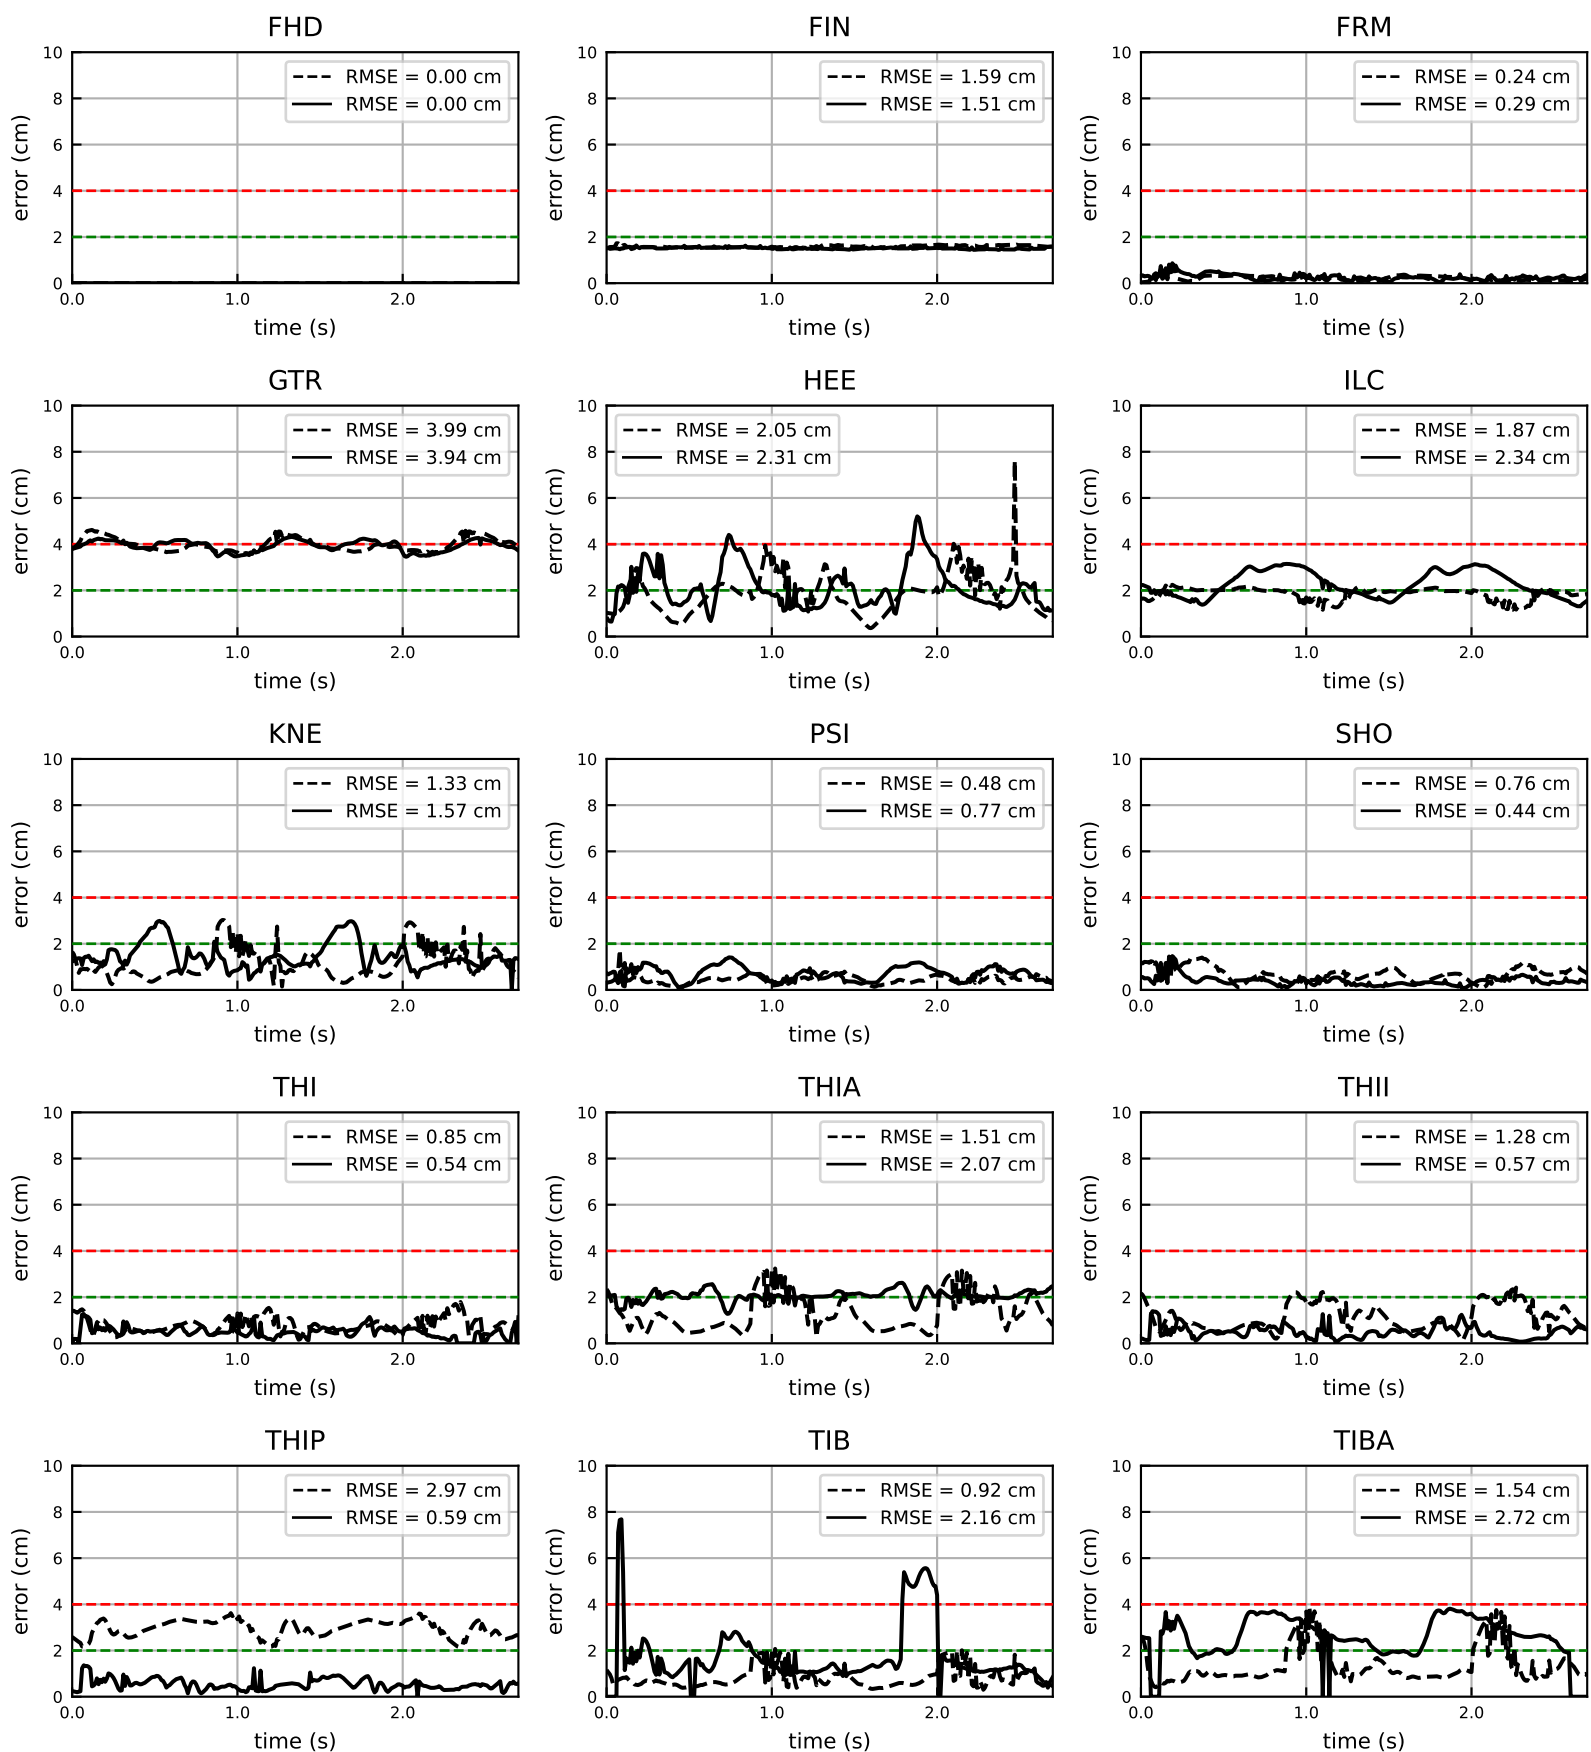 FHD
FIN
FRM
10
8
6
4
2
0
0.0
1.0
2.0
error (cm)
time (s)
RMSE = 0.00 cm
RMSE = 0.00 cm
10
8
6
4
2
0
0.0
1.0
2.0
error (cm)
time (s)
RMSE = 1.59 cm
RMSE = 1.51 cm
10
8
6
4
2
0
0.0
1.0
2.0
error (cm)
time (s)
RMSE = 0.24 cm
RMSE = 0.29 cm
GTR
HEE
ILC
10
8
6
4
2
0
0.0
1.0
2.0
error (cm)
time (s)
RMSE = 3.99 cm
RMSE = 3.94 cm
10
8
6
4
2
0
0.0
1.0
2.0
error (cm)
time (s)
RMSE = 2.05 cm
RMSE = 2.31 cm
10
8
6
4
2
0
0.0
1.0
2.0
error (cm)
time (s)
RMSE = 1.87 cm
RMSE = 2.34 cm
KNE
PSI
SHO
10
8
6
4
2
0
0.0
1.0
2.0
error (cm)
time (s)
RMSE = 1.33 cm
RMSE = 1.57 cm
10
8
6
4
2
0
0.0
1.0
2.0
error (cm)
time (s)
RMSE = 0.48 cm
RMSE = 0.77 cm
10
8
6
4
2
0
0.0
1.0
2.0
error (cm)
time (s)
RMSE = 0.76 cm
RMSE = 0.44 cm
THI
THIA
THII
10
8
6
4
2
0
0.0
1.0
2.0
error (cm)
time (s)
RMSE = 0.85 cm
RMSE = 0.54 cm
10
8
6
4
2
0
0.0
1.0
2.0
error (cm)
time (s)
RMSE = 1.51 cm
RMSE = 2.07 cm
10
8
6
4
2
0
0.0
1.0
2.0
error (cm)
time (s)
RMSE = 1.28 cm
RMSE = 0.57 cm
THIP
TIB
TIBA
10
8
6
4
2
0
0.0
1.0
2.0
error (cm)
time (s)
RMSE = 2.97 cm
RMSE = 0.59 cm
10
8
6
4
2
0
0.0
1.0
2.0
error (cm)
time (s)
RMSE = 0.92 cm
RMSE = 2.16 cm
10
8
6
4
2
0
0.0
1.0
2.0
error (cm)
time (s)
RMSE = 1.54 cm
RMSE = 2.72 cm